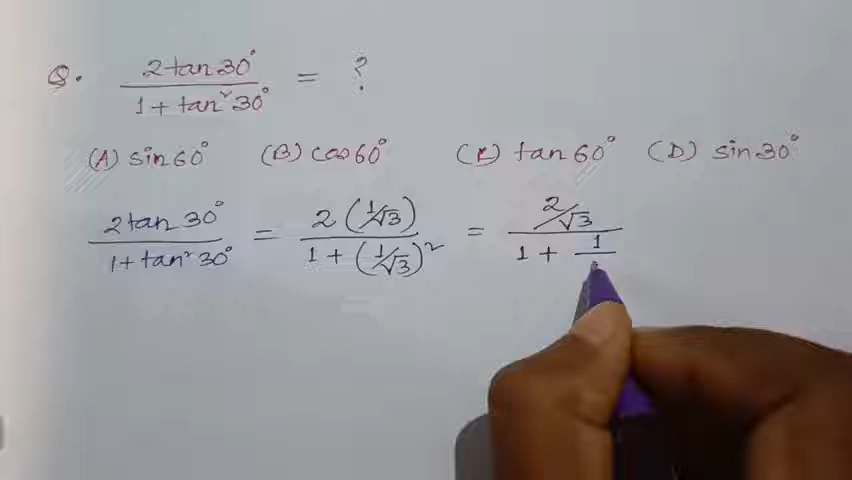 Q. 2tan30° / 1 + tan²30° = ?
(A) sin60° (B) cos60° (C) tan60° (D) sin30°
2tan30° / 1 + tan²30° = 2(1/√3) / 1 + (1/√3)² = 2/√3 / 1 + 1/